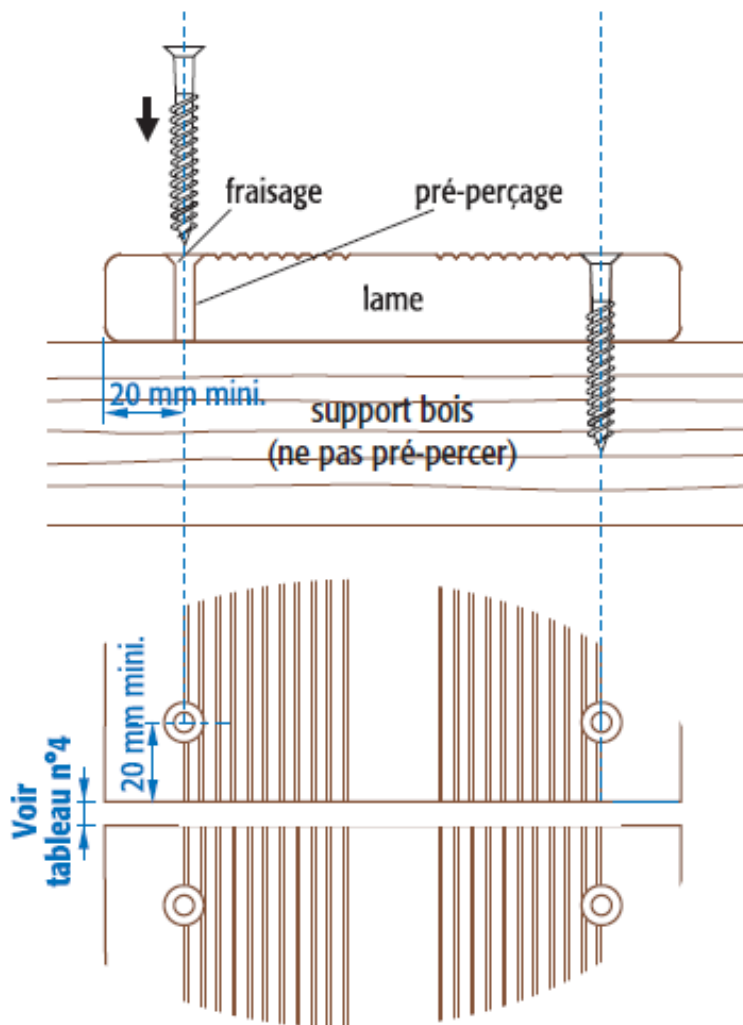 fraisage
pré-perçage
lame
20 mm mini.
support bois
(ne pas pré-percer)
20 mm mini.
Voir
tableau n°4